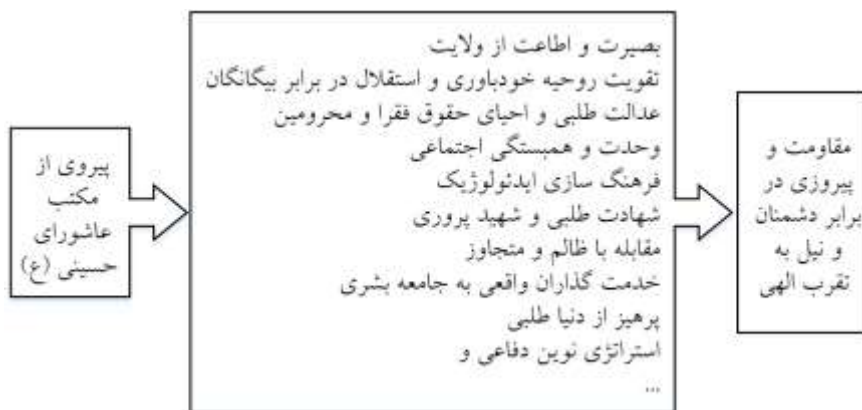 پیروی از
مکتب
عاشورای
حسینی (ع)
بصیرت و اطاعت از ولایت
تقویت روحیه خودباوری و استقلال در برابر بیگانگان
عدالت طلبی و احیای حقوق فقرا و محرومین
وحدت و همبستگی اجتماعی
فرهنگ سازی ایدئولوژیک
شهادت طلبی و شهید پروری
مقابله با ظالم و متجاوز
خدمت گذاران واقعی به جامعه بشری
پرهیز از دنیا طلبی
استراتژی نوین دفاعی و
...
مقاومت و
پیروزی در
برابر دشمنان
و نیل به
تقرب الهی